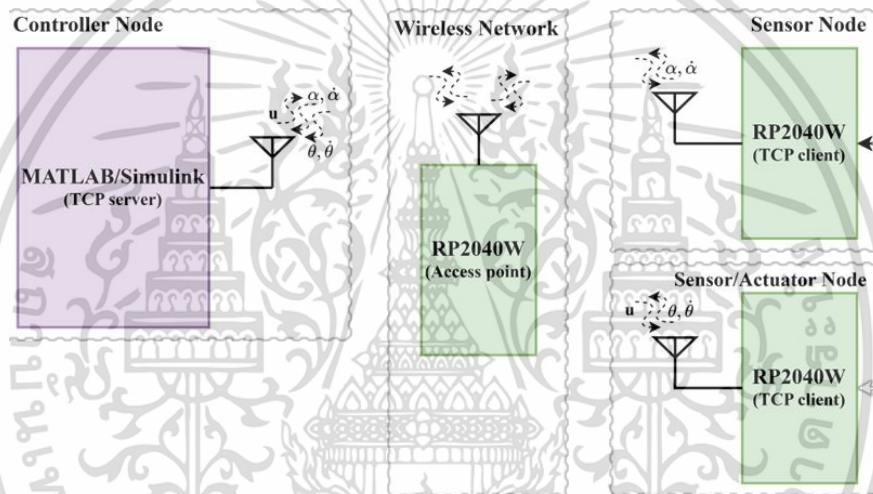 Controller Node
MATLAB/Simulink
(TCP server)
u
α, α̇
θ̇, θ̇
Wireless Network
RP2040W
(Access point)
Sensor Node
α, α̇
RP2040W
(TCP client)
Sensor/Actuator Node
u
θ, θ̇
RP2040W
(TCP client)